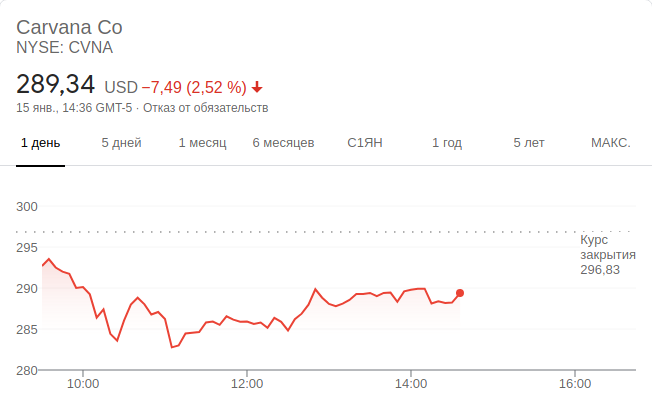 Carvana Co
NYSE: CVNA
289,34 USD −7,49 (2,52 %)
15 янв., 14:36 GMT-5 · Отказ от обязательств
1 день 5 дней 1 месяц 6 месяцев С1ЯН 1 год 5 лет МАКС.
300
295
290
285
280
Курс
закрытия
296,83
10:00 12:00 14:00 16:00